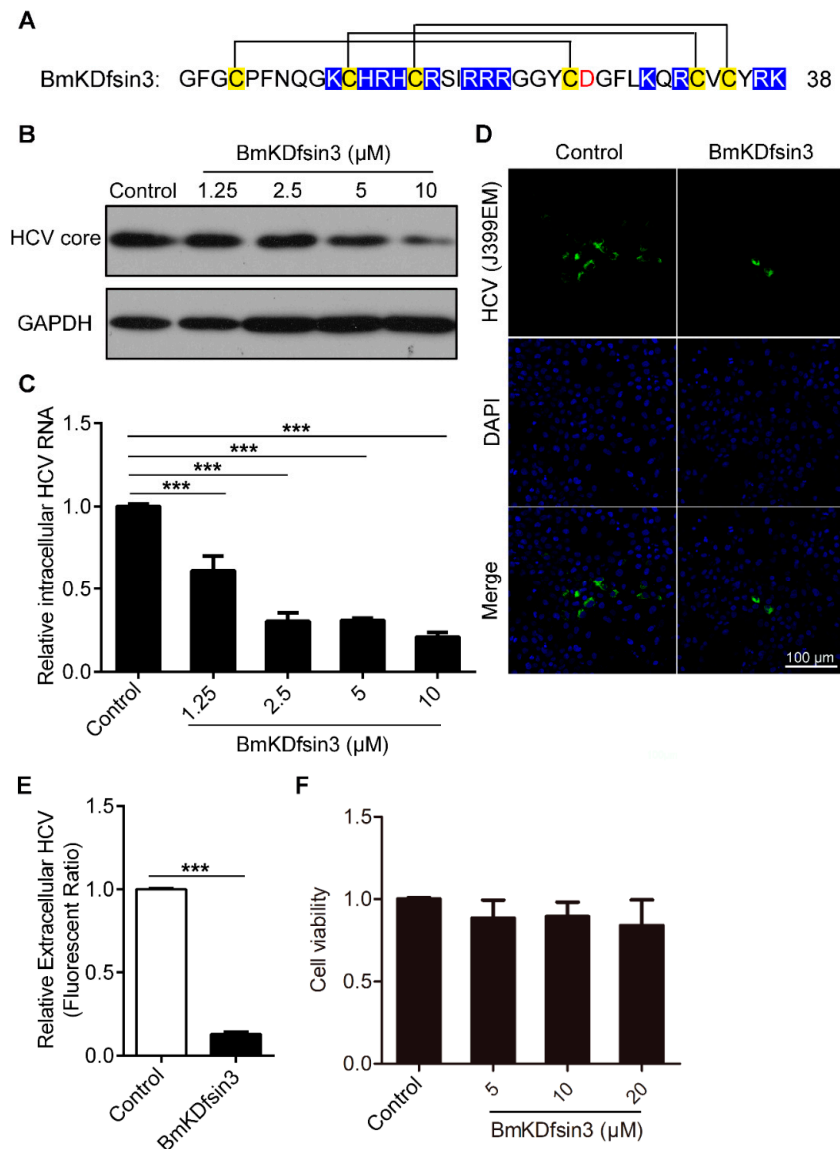 A
BmKDfsin3: GFGCPFNQGKCHRHCRSIRRRGGYCDGFLKQRCVCYRK 38
B
BmKDfsin3 (µM)
Control 1.25 2.5 5 10
HCV core
GAPDH
C
Relative intracellular HCV RNA
1.5
1.0
0.5
0.0
***
***
***
***
Control
1.25
2.5
5
10
BmKDfsin3 (µM)
D
Control BmKDfsin3
HCV (J399EM)
DAPI
Merge
100 µm
E
Relative Extracellular HCV
(Fluorescent Ratio)
1.5
1.0
0.5
0.0
***
Control
BmKDfsin3
F
Cell viability
1.5
1.0
0.5
0.0
Control
5
10
20
BmKDfsin3 (µM)